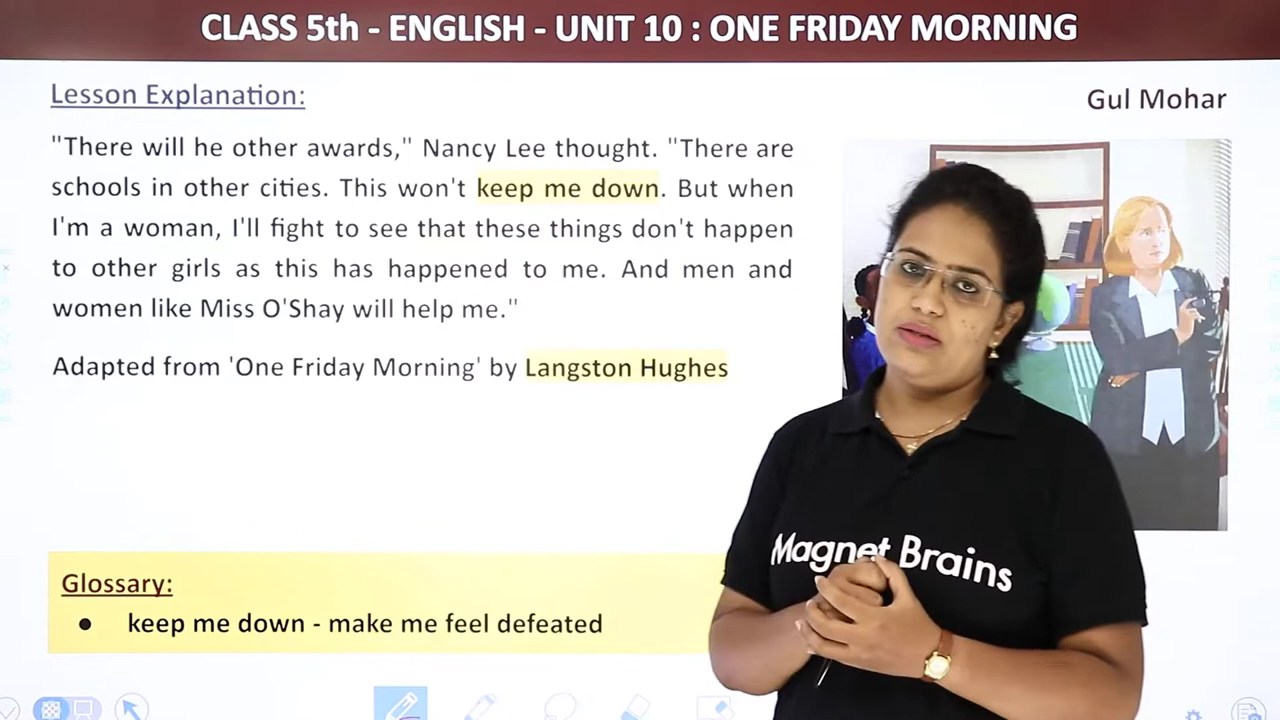 CLASS 5th - ENGLISH - UNIT 10 : ONE FRIDAY MORNING
Lesson Explanation:
Gul Mohar
"There will he other awards," Nancy Lee thought. "There are
schools in other cities. This won't keep me down. But when
I'm a woman, I'll fight to see that these things don't happen
to other girls as this has happened to me. And men and
women like Miss O'Shay will help me."
Adapted from 'One Friday Morning' by Langston Hughes
Magnet Brains
Glossary:
● keep me down - make me feel defeated